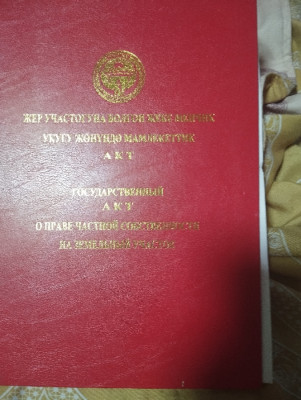 ЖЕР УЧАСТОГУНА БОЛГОН ЖЕКЕ МЕНЧИК
УКУГУ ЖӨНҮНДӨ МАМЛЕКЕТТИК
АКТ
ГОСУДАРСТВЕННЫЙ
АКТ
О ПРАВЕ ЧАСТНОЙ СОБСТВЕННОСТИ
НА ЗЕМЕЛЬНЫЙ УЧАСТОК